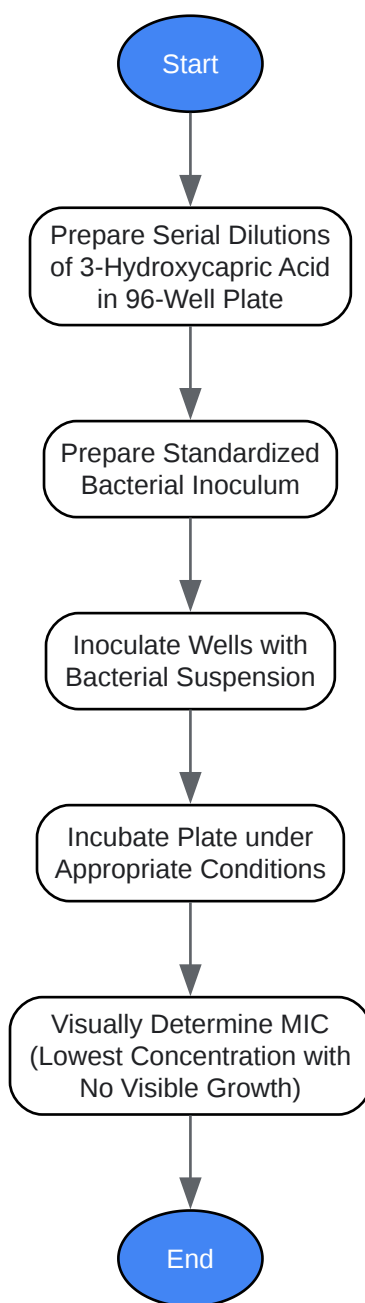 Start
Prepare Serial Dilutions
of 3-Hydroxycapric Acid
in 96-Well Plate
Prepare Standardized
Bacterial Inoculum
Inoculate Wells with
Bacterial Suspension
Incubate Plate under
Appropriate Conditions
Visually Determine MIC
(Lowest Concentration with
No Visible Growth)
End